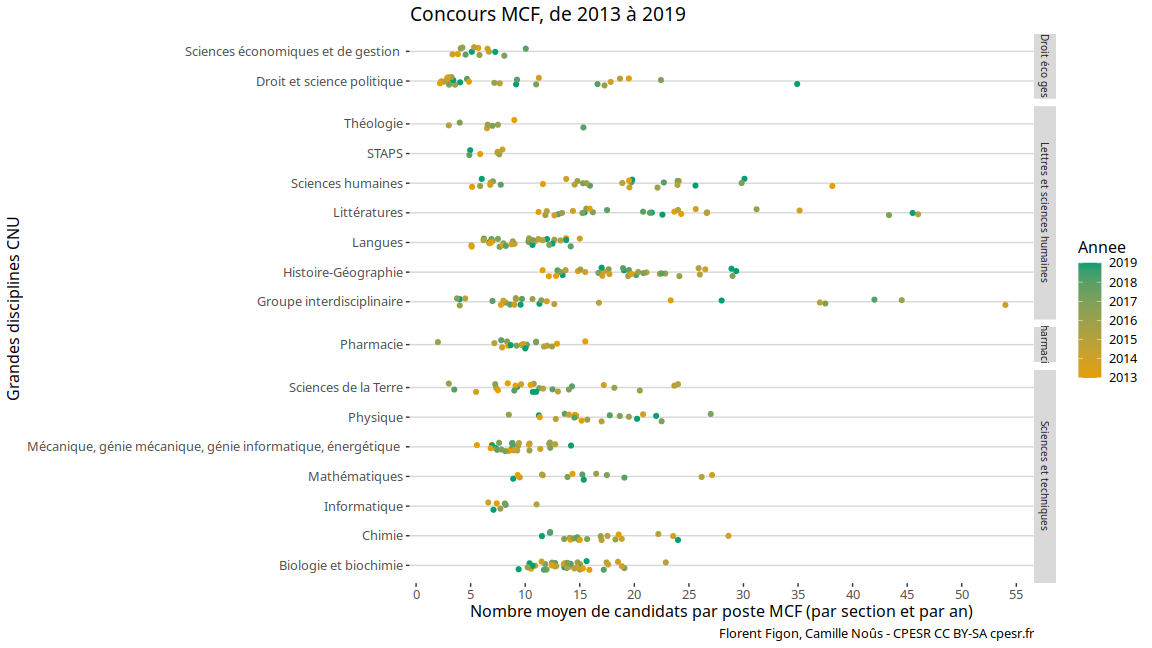 Concours MCF, de 2013 à 2019
Grandes disciplines CNU
Sciences économiques et de gestion
Droit et science politique
Droit éco ges
Théologie
STAPS
Sciences humaines
Littératures
Langues
Histoire-Géographie
Groupe interdisciplinaire
Lettres et sciences humaines
Pharmacie
harmaci
Sciences de la Terre
Physique
Mécanique, génie mécanique, génie informatique, énergétique
Mathématiques
Informatique
Chimie
Biologie et biochimie
Sciences et techniques
0 5 10 15 20 25 30 35 40 45 50 55
Nombre moyen de candidats par poste MCF (par section et par an)
Florent Figon, Camille Noûs - CPESR CC BY-SA cpesr.fr
Annee
2019
2018
2017
2016
2015
2014
2013